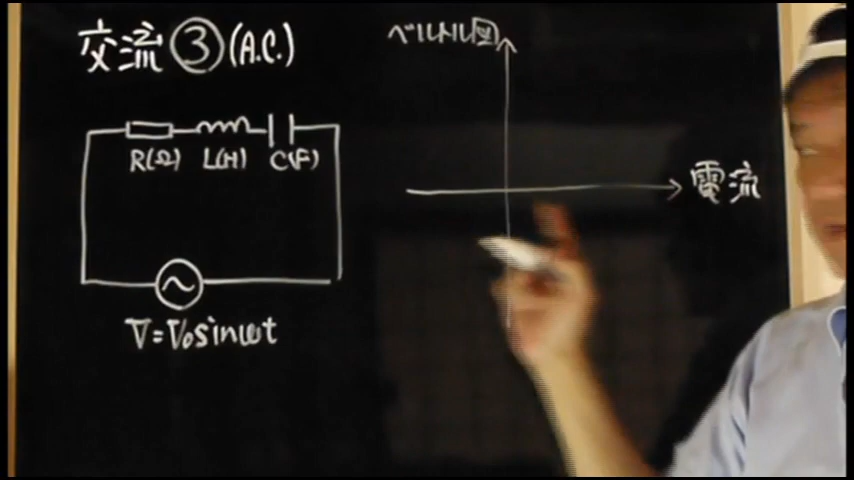 交流③(A.C.)
R(Ω) L(H) C(F)
V=V₀sinωt
ベクトル図
電流